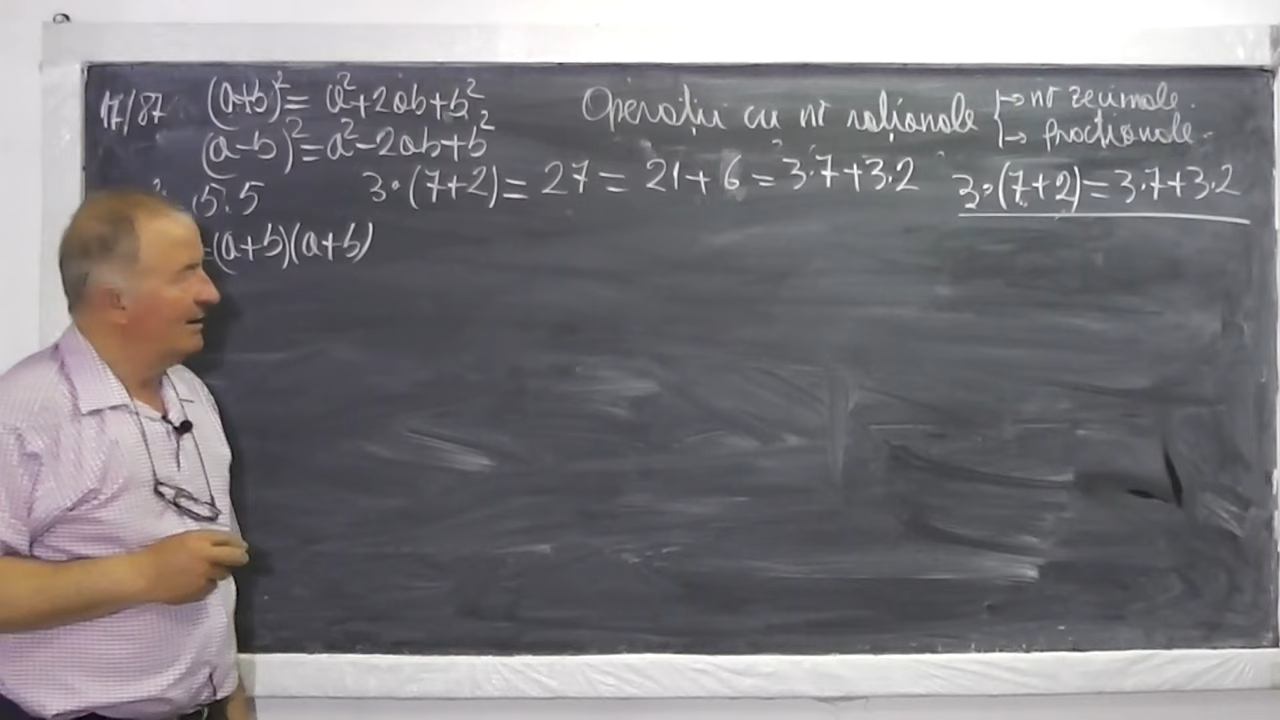 17/87 (a+b)²= a²+2ab+b² Operații cu nr raționale { → nr zecimale.
(a-b)²=a²-2ab+b² → fracționale.
5.5 3·(7+2)= 27= 21+6=3.7+3.2 3·(7+2)=3.7+3.2
=(a+b)(a+b)